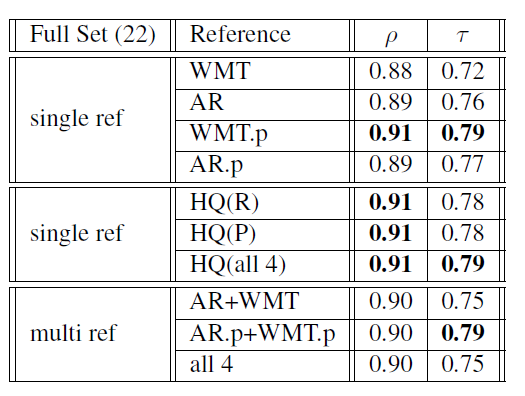 Full Set (22) Reference ρ τ
WMT 0.88 0.72
AR 0.89 0.76
single ref
WMT.p 0.91 0.79
AR.p 0.89 0.77
HQ(R) 0.91 0.78
single ref HQ(P) 0.91 0.78
HQ(all 4) 0.91 0.79
AR+WMT 0.90 0.75
multi ref AR.p+WMT.p 0.90 0.79
all 4 0.90 0.75